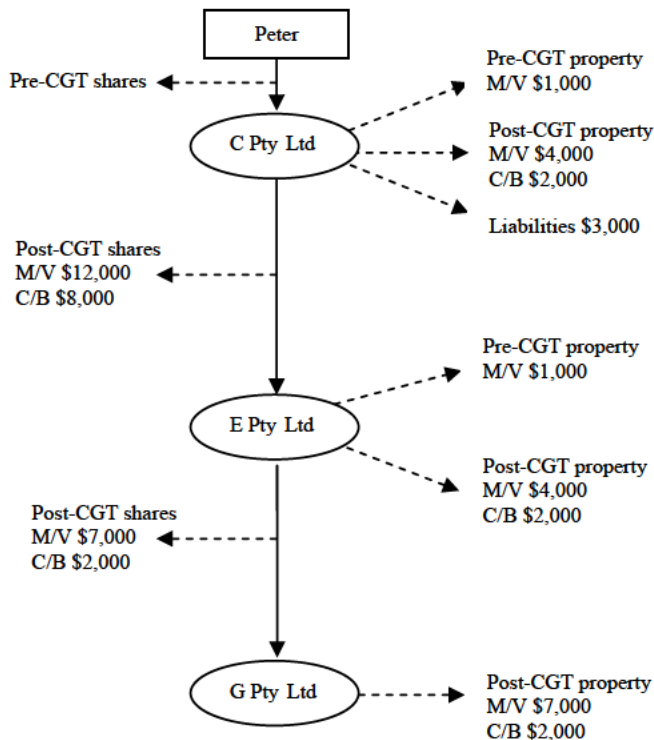 Peter
Pre-CGT shares
Pre-CGT property
M/V $1,000
C Pty Ltd
Post-CGT property
M/V $4,000
C/B $2,000
Liabilities $3,000
Post-CGT shares
M/V $12,000
C/B $8,000
Pre-CGT property
M/V $1,000
E Pty Ltd
Post-CGT property
M/V $4,000
C/B $2,000
Post-CGT shares
M/V $7,000
C/B $2,000
G Pty Ltd
Post-CGT property
M/V $7,000
C/B $2,000